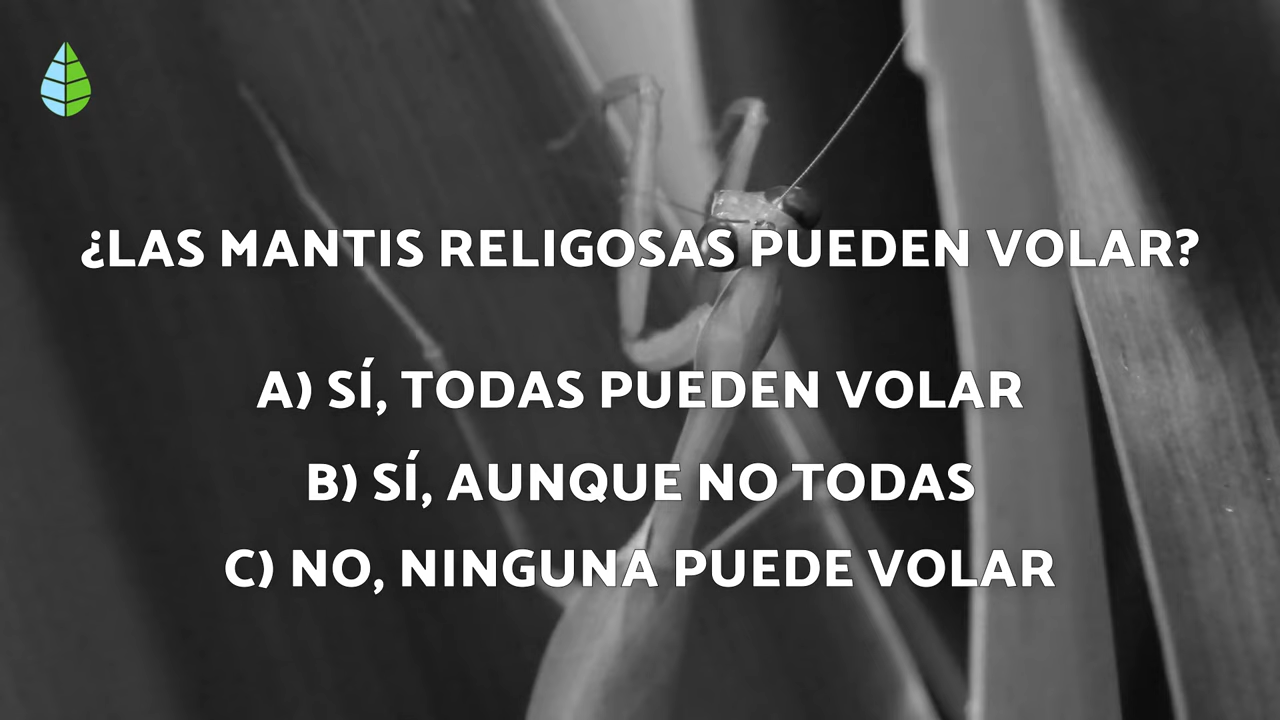 ¿LAS MANTIS RELIGOSAS PUEDEN VOLAR?
A) SÍ, TODAS PUEDEN VOLAR
B) SÍ, AUNQUE NO TODAS
C) NO, NINGUNA PUEDE VOLAR